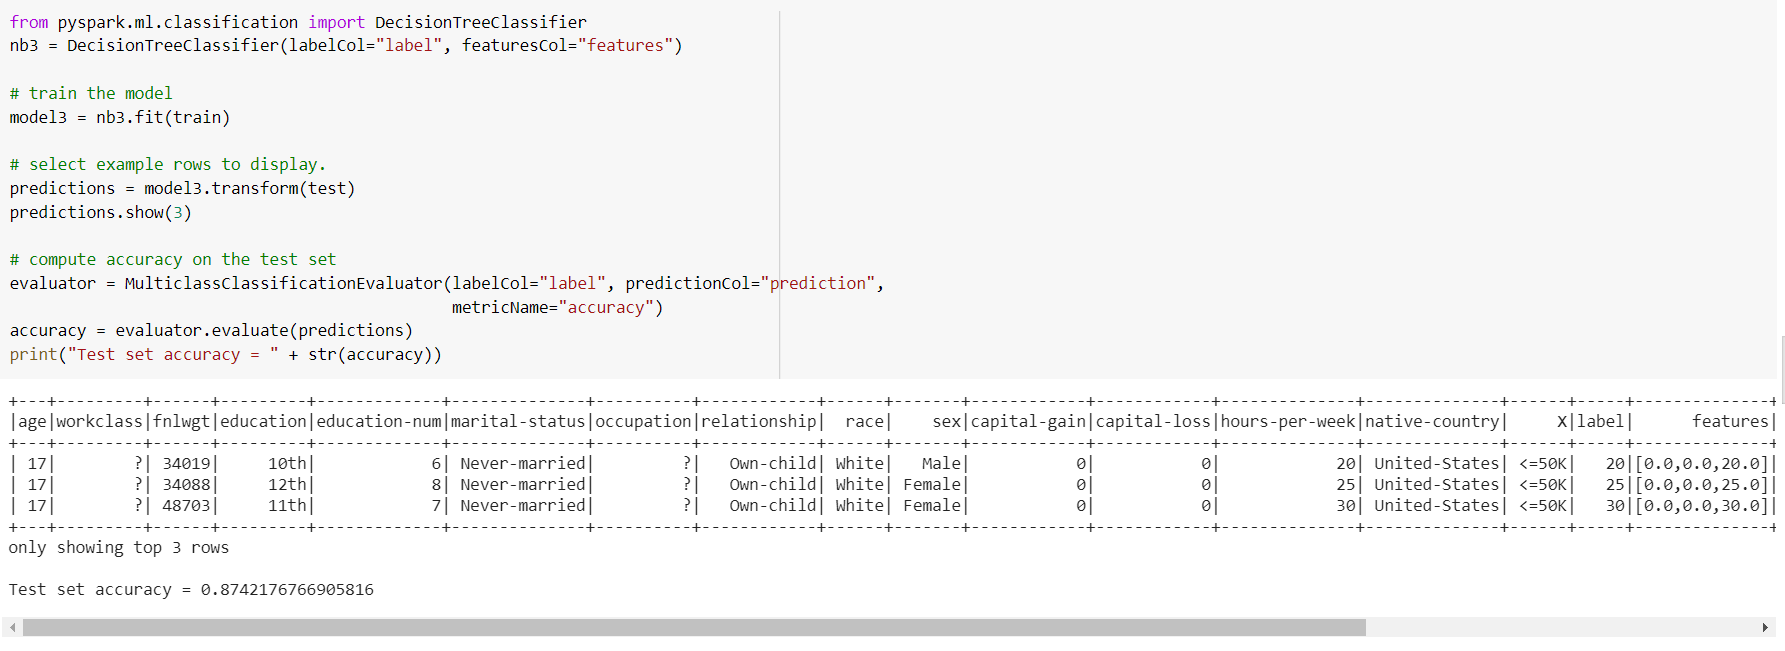 from pyspark.ml.classification import DecisionTreeClassifier
nb3 = DecisionTreeClassifier(labelCol="label", featuresCol="features")
# train the model
model3 = nb3.fit(train)
# select example rows to display.
predictions = model3.transform(test)
predictions.show(3)
# compute accuracy on the test set
evaluator = MulticlassClassificationEvaluator(labelCol="label", predictionCol="prediction",
metricName="accuracy")
accuracy = evaluator.evaluate(predictions)
print("Test set accuracy = " + str(accuracy))
+---+---------+------+---------+-------------+--------------+----------+------------+-----+------+------------+------------+--------------+--------------+------+-----+--------------+
|age|workclass|fnlwgt|education|education-num|marital-status|occupation|relationship| race|   sex|capital-gain|capital-loss|hours-per-week|native-country|     X|label|      features|
+---+---------+------+---------+-------------+--------------+----------+------------+-----+------+------------+------------+--------------+--------------+------+-----+--------------+
| 17|        ?| 34019|     10th|            6| Never-married|         ?|   Own-child|White|  Male|           0|           0|            20| United-States| <=50K|   20|[0.0,0.0,20.0]|
| 17|        ?| 34088|     12th|            8| Never-married|         ?|   Own-child|White|Female|           0|           0|            25| United-States| <=50K|   25|[0.0,0.0,25.0]|
| 17|        ?| 48703|     11th|            7| Never-married|         ?|   Own-child|White|Female|           0|           0|            30| United-States| <=50K|   30|[0.0,0.0,30.0]|
+---+---------+------+---------+-------------+--------------+----------+------------+-----+------+------------+------------+--------------+--------------+------+-----+--------------+
only showing top 3 rows
Test set accuracy = 0.8742176766905816